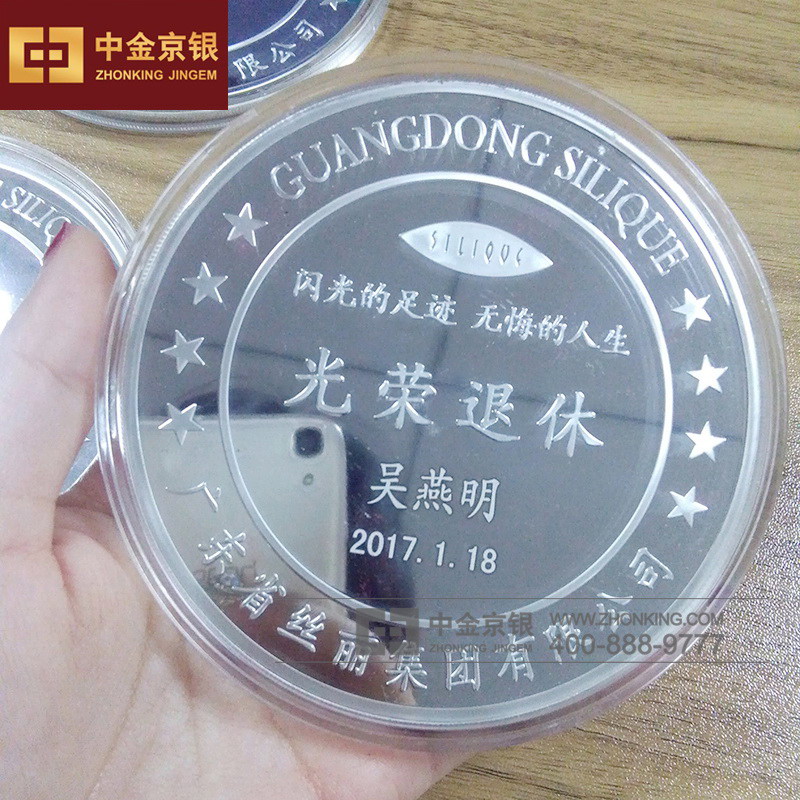 中金京银
ZHONKING JINGEM
限公司
SILIQ
GUANGDONG SILIQUE
SILIQUE
闪光的足迹 无悔的人生
光荣退休
吴燕明
2017.1.18
广东省丝丽集团有限公司
中金京银
ZHONKING JINGEM
WWW.ZHONKING.COM
400-888-9777